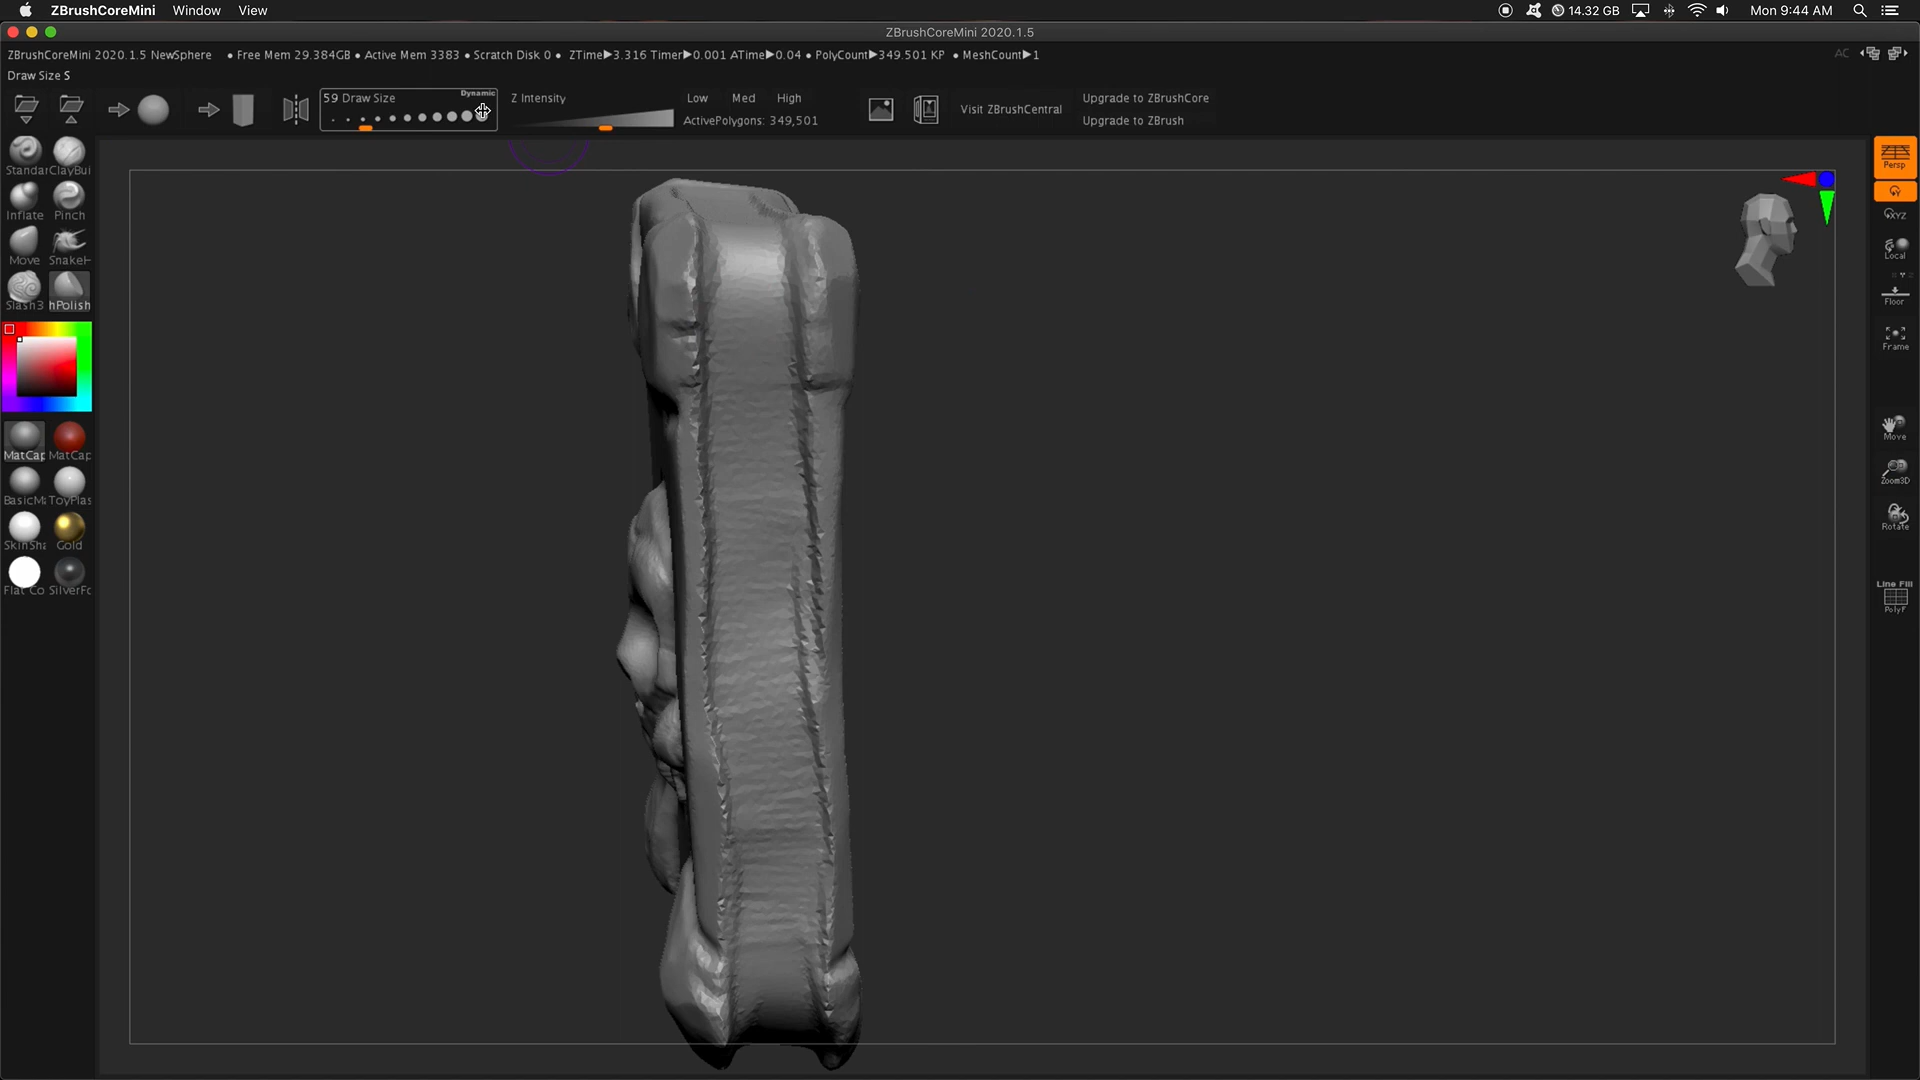 ZBrushCoreMini Window View 14.32 GB Mon 9:44 AM
ZBrushCoreMini 2020.1.5
ZBrushCoreMini 2020.1.5 NewSphere • Free Mem 29.384GB • Active Mem 3383 • Scratch Disk 0 • ZTime▶3.316 Timer▶0.001 ATime▶0.04 • PolyCount▶349.501 KP • MeshCount▶1 AC
Draw Size S
59 Draw Size Dynamic
Z Intensity
Low Med High
ActivePolygons: 349,501
Visit ZBrushCentral
Upgrade to ZBrushCore
Upgrade to ZBrush
Standar ClayBui
Inflate Pinch
Move SnakeH
Slash3 hPolish
MatCap MatCap
BasicMa ToyPlas
SkinSha Gold
Flat Co SilverFo
Persp
XYZ
Local
Floor
Frame
Move
Zoom3D
Rotate
Line Fill
PolyF